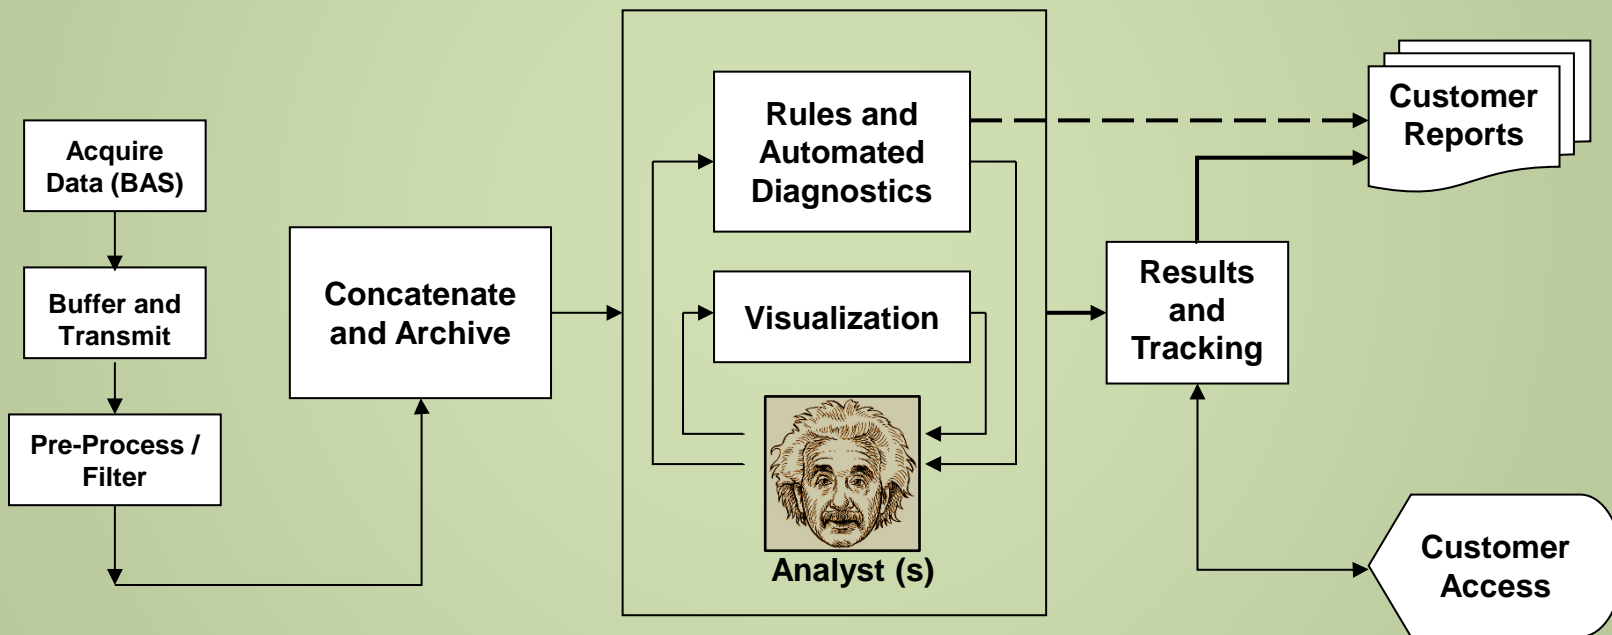 Acquire
Data (BAS)
Buffer and
Transmit
Pre-Process /
Filter
Concatenate
and Archive
Rules and
Automated
Diagnostics
Visualization
Analyst (s)
Results
and
Tracking
Customer
Reports
Customer
Access